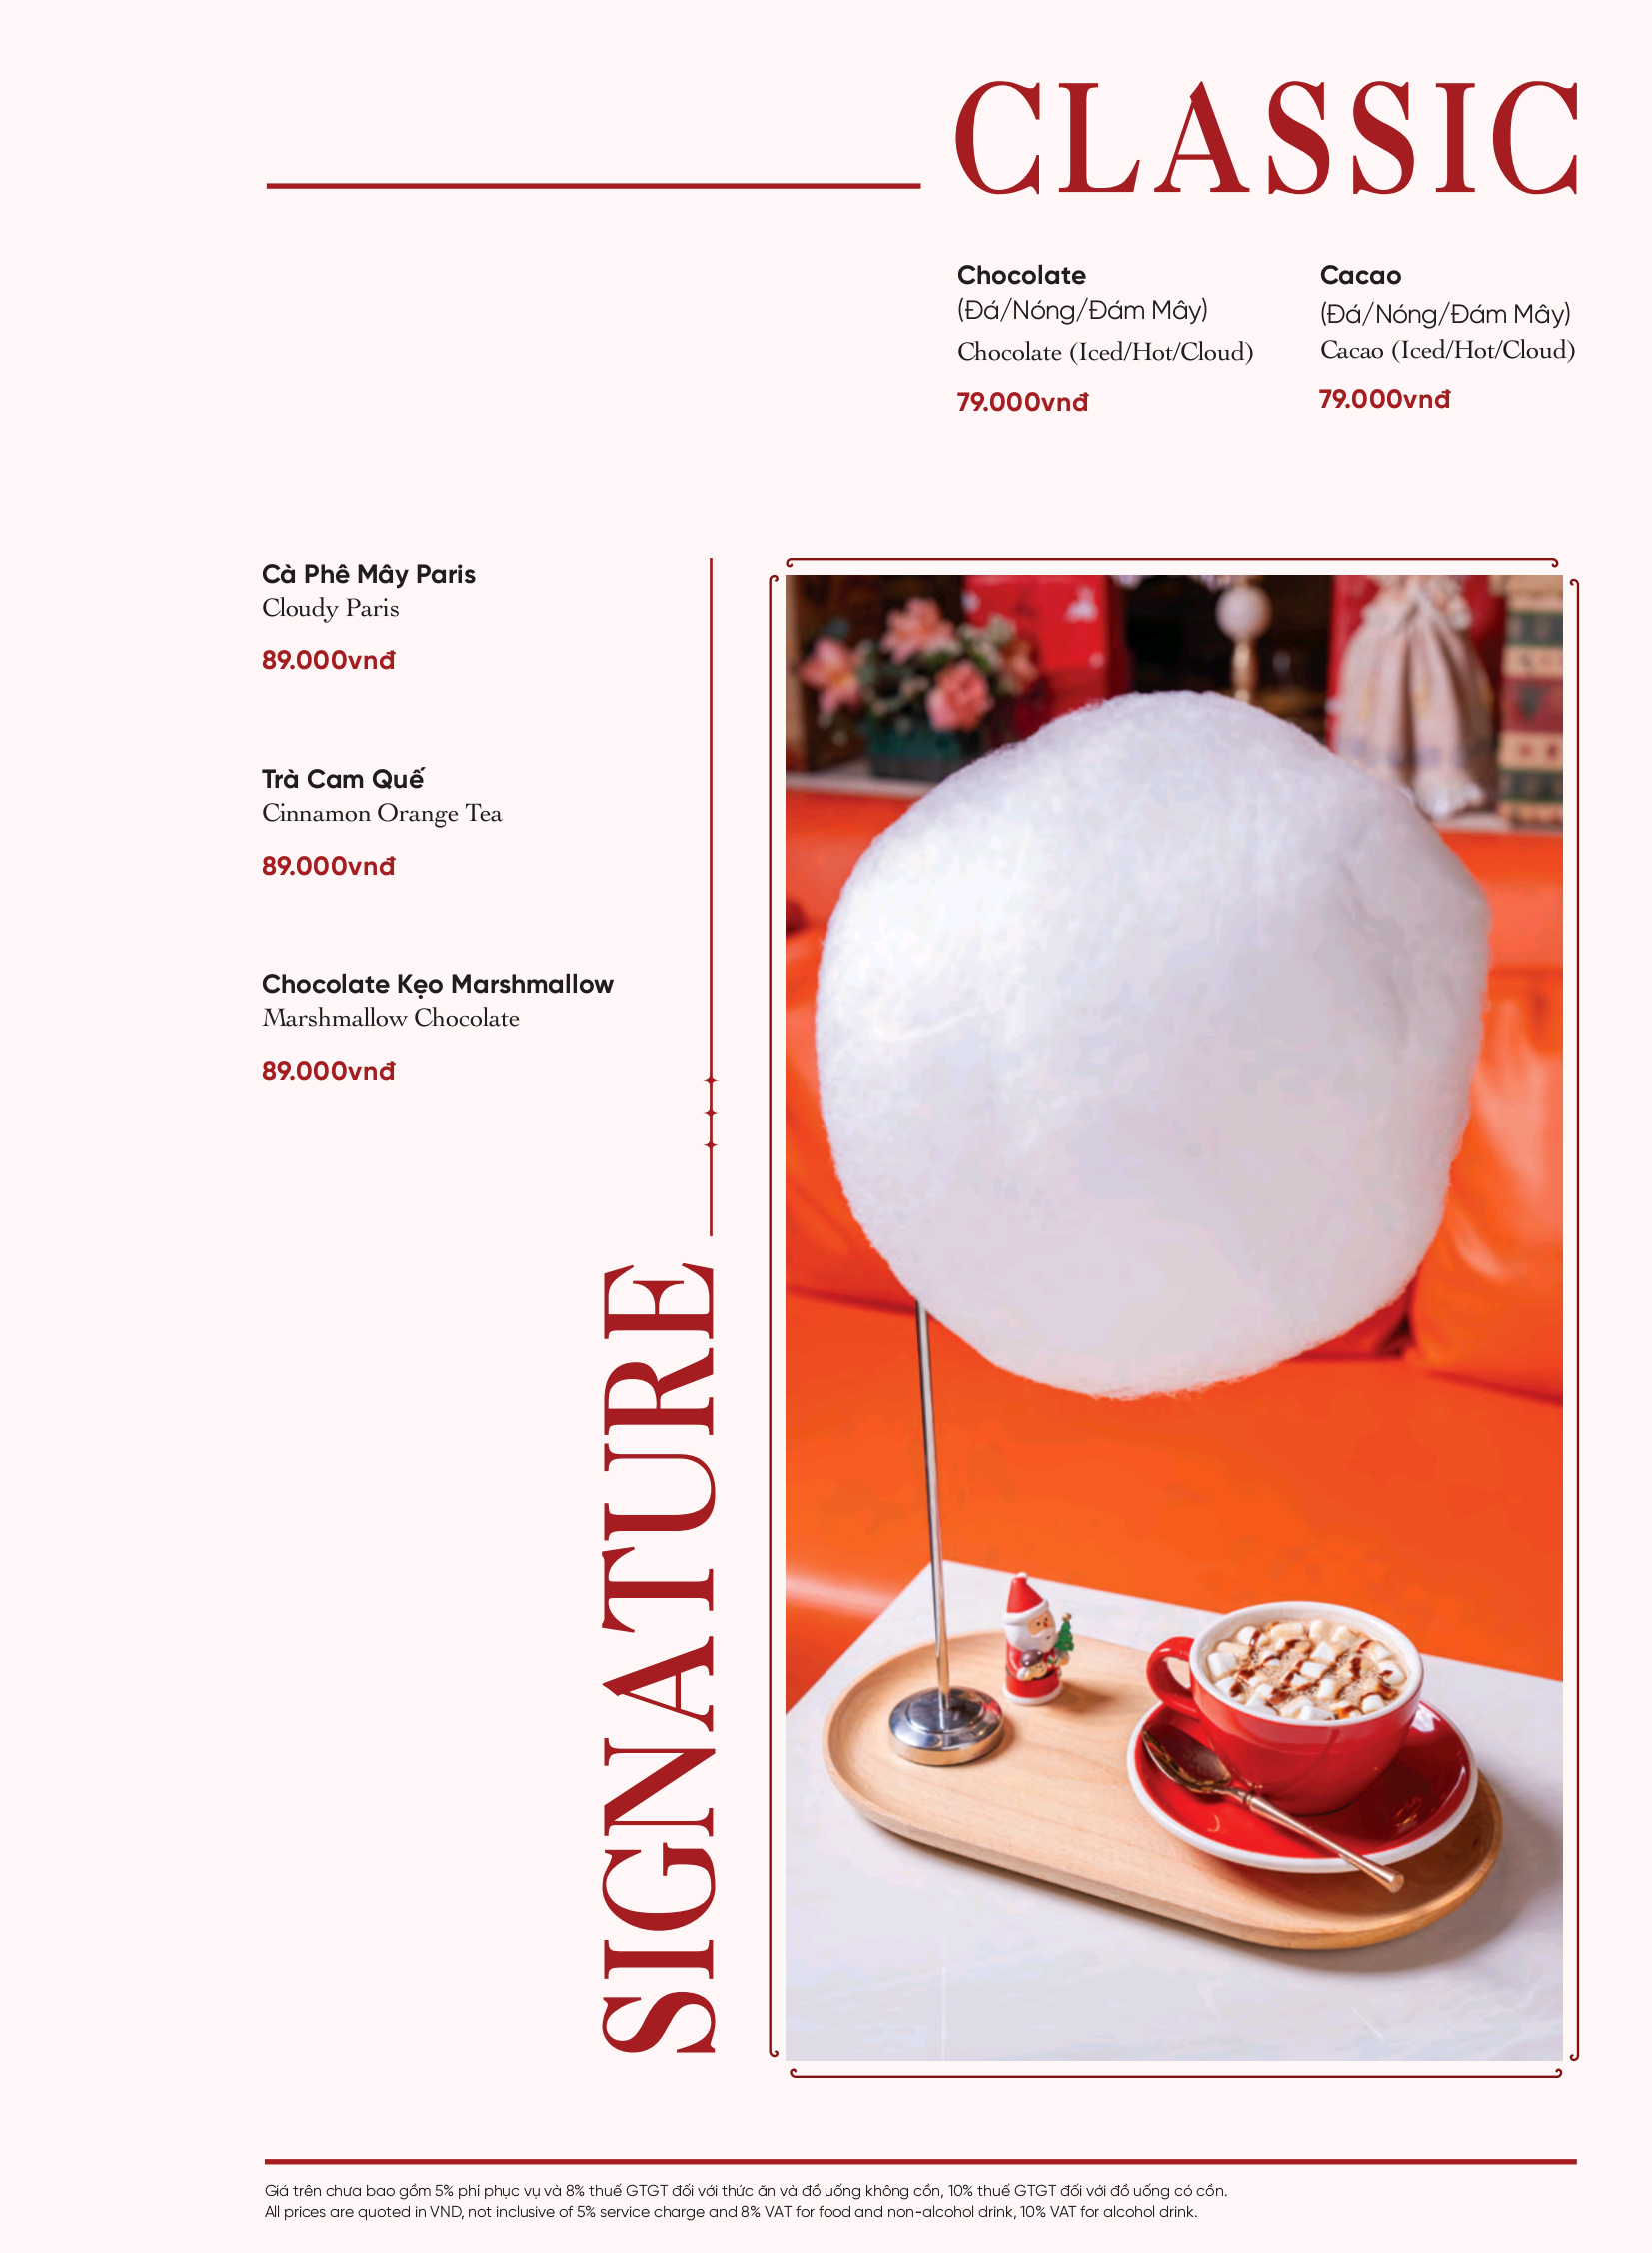 CLASSIC
Chocolate
(Đá/Nóng/Đám Mây)
Chocolate (Iced/Hot/Cloud)
79.000vnđ
Cacao
(Đá/Nóng/Đám Mây)
Cacao (Iced/Hot/Cloud)
79.000vnđ
Cà Phê Mây Paris
Cloudy Paris
89.000vnđ
Trà Cam Quế
Cinnamon Orange Tea
89.000vnđ
Chocolate Kẹo Marshmallow
Marshmallow Chocolate
89.000vnđ
SIGNATURE
Giá trên chưa bao gồm 5% phí phục vụ và 8% thuế GTGT đối với thức ăn và đồ uống không cồn, 10% thuế GTGT đối với đồ uống có cồn.
All prices are quoted in VND, not inclusive of 5% service charge and 8% VAT for food and non-alcohol drink, 10% VAT for alcohol drink.